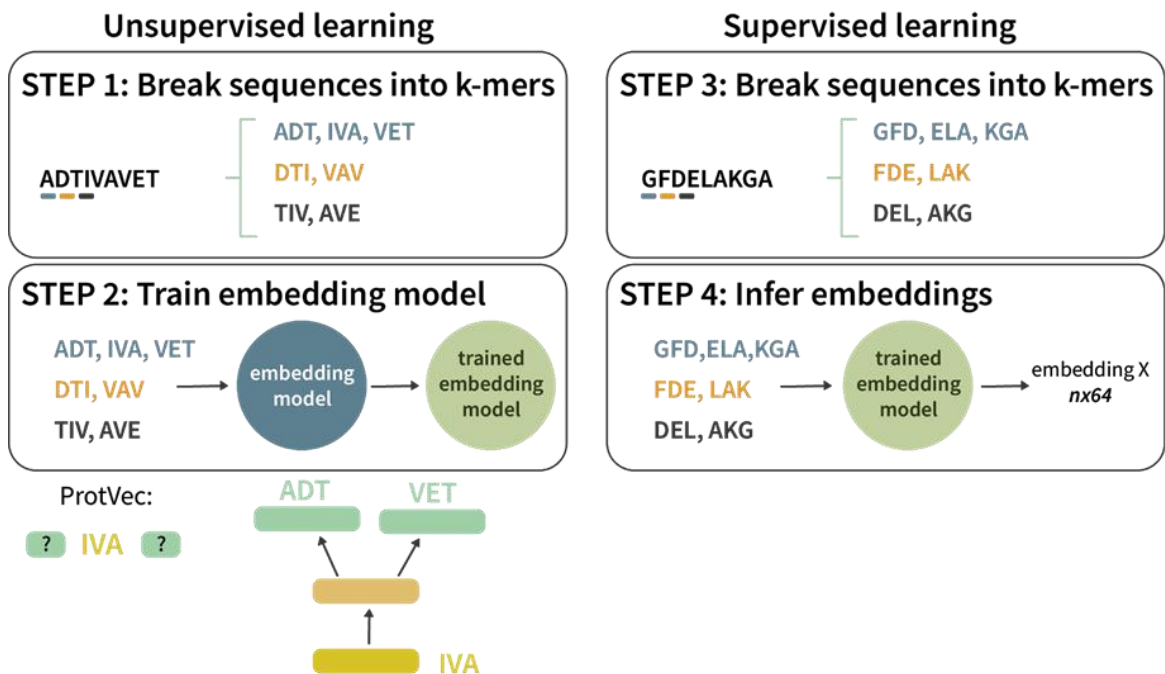 Unsupervised learning
STEP 1: Break sequences into k-mers
ADTIVAVET
ADT, IVA, VET
DTI, VAV
TIV, AVE
STEP 2: Train embedding model
ADT, IVA, VET
DTI, VAV
TIV, AVE
embedding
model
trained
embedding
model
ProtVec:
? IVA ?
ADT
VET
IVA
Supervised learning
STEP 3: Break sequences into k-mers
GFDELAKGA
GFD, ELA, KGA
FDE, LAK
DEL, AKG
STEP 4: Infer embeddings
GFD,ELA,KGA
FDE, LAK
DEL, AKG
trained
embedding
model
embedding X
nx64